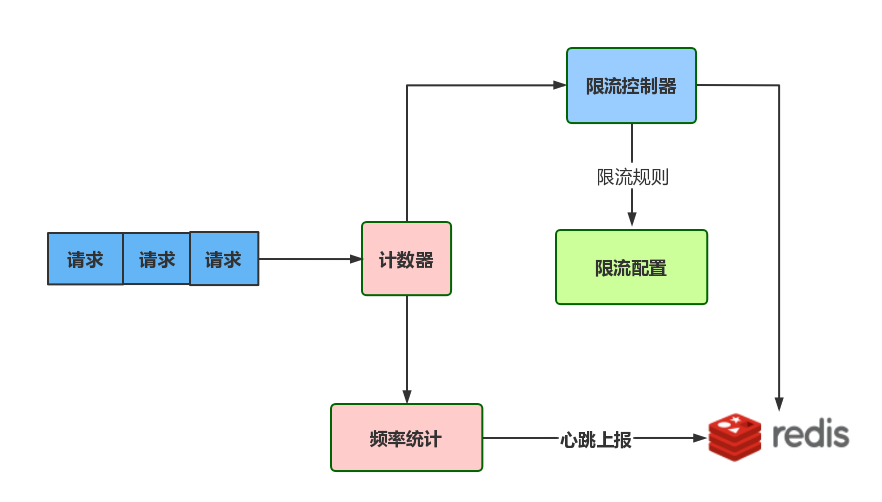 限流控制器
限流规则
请求 请求 请求
计数器
限流配置
频率统计
心跳上报
redis